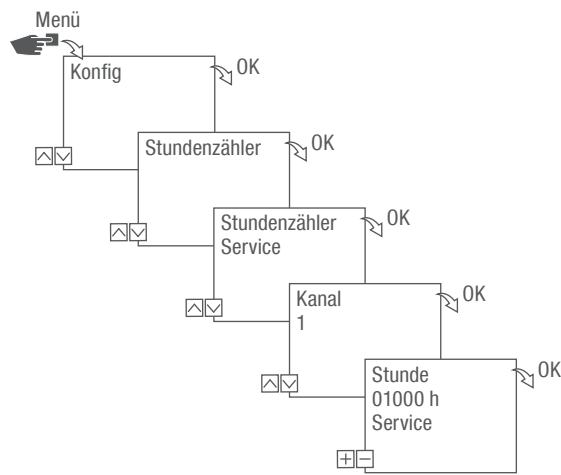 Menü
Konfig
OK
Stundenzähler
OK
Stundenzähler
Service
OK
Kanal
1
OK
Stunde
01000 h
Service
OK